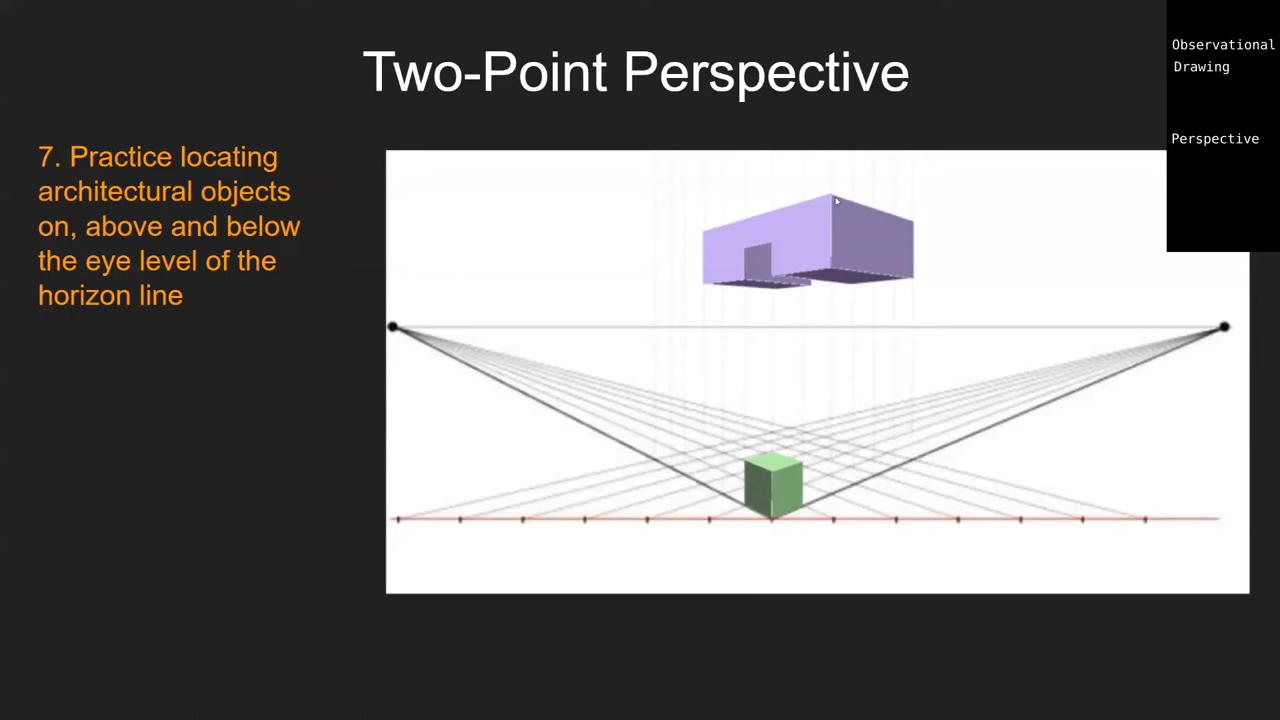 Two-Point Perspective
Observational
Drawing
Perspective
7. Practice locating
architectural objects
on, above and below
the eye level of the
horizon line